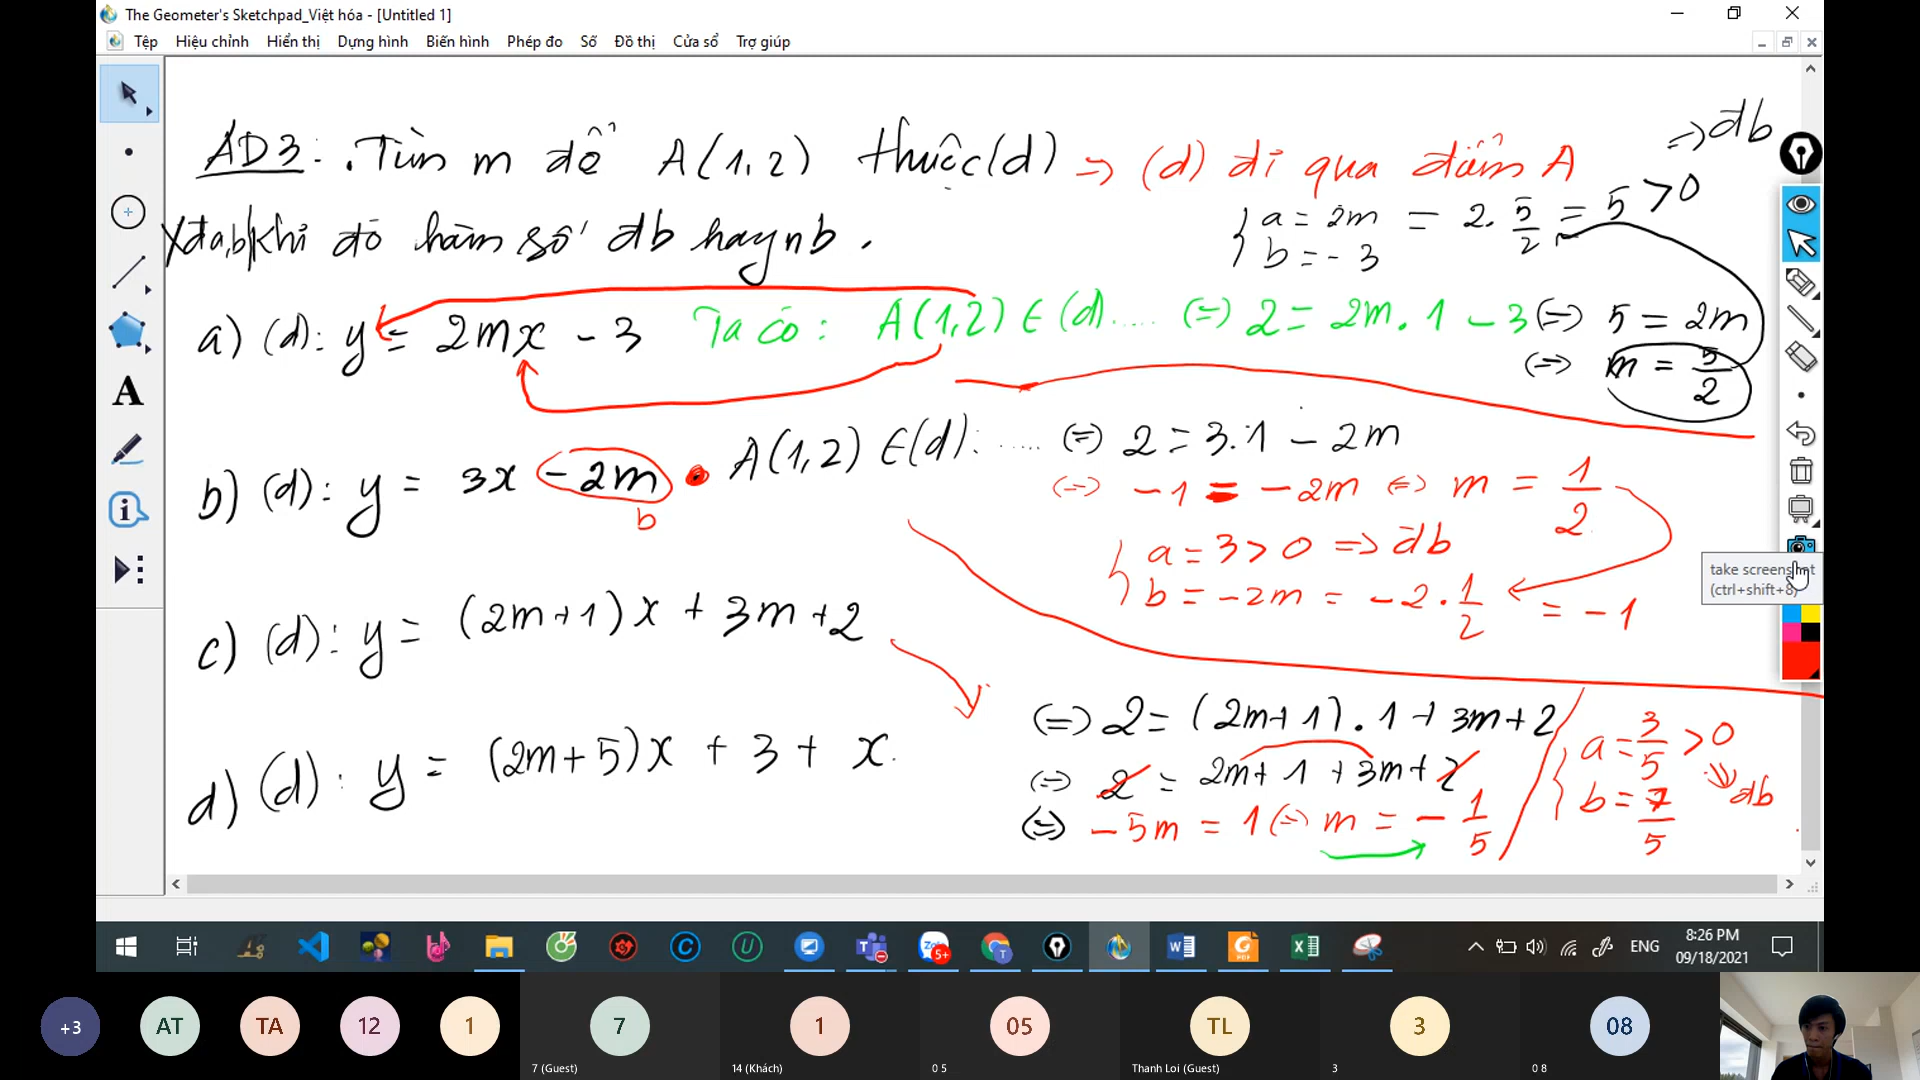 The Geometer's Sketchpad_Việt hóa - [Untitled 1]
Tệp Hiệu chỉnh Hiển thị Dựng hình Biến hình Phép đo Số Đồ thị Cửa sổ Trợ giúp
AD3: . Tìm m để A(1,2) thuộc (d) => (d) đi qua điểm A
=> đb
Xđ a,b khi đó hàm số đb hay nb.
{ a = 2m = 2. 5/2 = 5 > 0
b = -3
a) (d): y = 2mx - 3 Ta có: A(1,2) ∈ (d).... (=) 2 = 2m. 1 - 3 (=) 5 = 2m
(=) m = 5/2
b) (d): y = 3x - 2m A(1,2) ∈ (d): ..... (=) 2 = 3.1 - 2m
b
(=) -1 = -2m (=) m = 1/2
{ a = 3 > 0 => đb
b = -2m = -2 . 1/2 = -1
c) (d): y = (2m+1)x + 3m+2
(=) 2 = (2m+1).1 + 3m+2
(=) 2 = 2m+1+3m+2
(=) -5m = 1 (=) m = - 1/5
{ a = 3/5 > 0
=> đb
b = 7/5
d) (d): y = (2m+5)x + 3 + x.
take screenshot
(ctrl+shift+8)
A
ENG
8:26 PM
09/18/2021
+3 AT TA 12 1 7 1 05 TL 3 08
7 (Guest) 14 (Khách) 0 5 Thanh Loi (Guest) 3 0 8